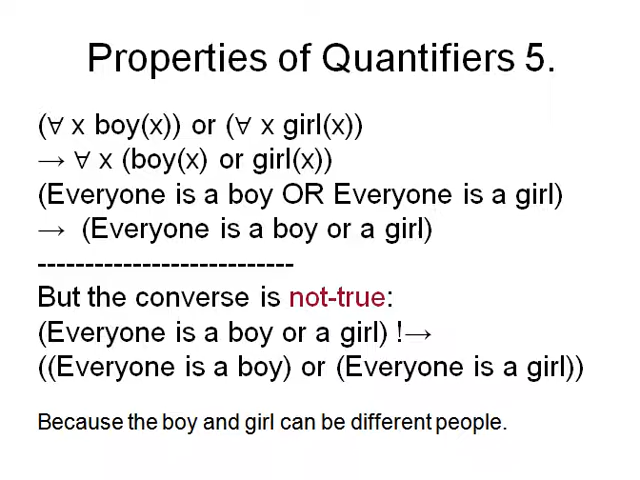 Properties of Quantifiers 5.
(∀ x boy(x)) or (∀ x girl(x))
→ ∀ x (boy(x) or girl(x))
(Everyone is a boy OR Everyone is a girl)
→ (Everyone is a boy or a girl)
---------------------------
But the converse is not-true:
(Everyone is a boy or a girl) !→
((Everyone is a boy) or (Everyone is a girl))
Because the boy and girl can be different people.